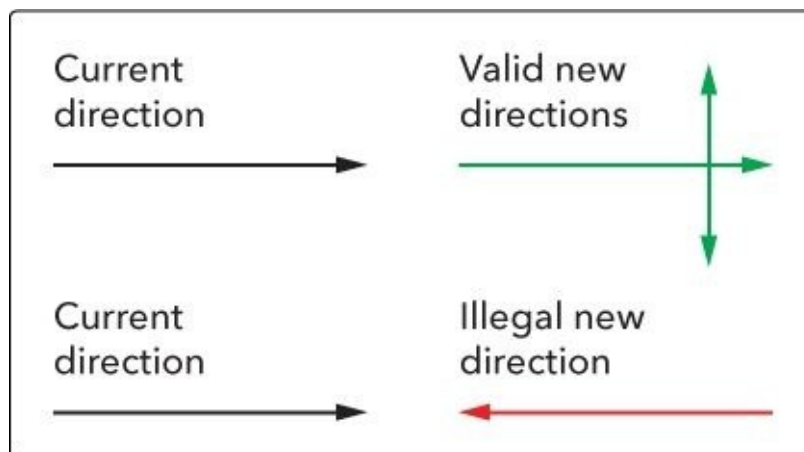 Current
direction
Valid new
directions
Current
direction
Illegal new
direction